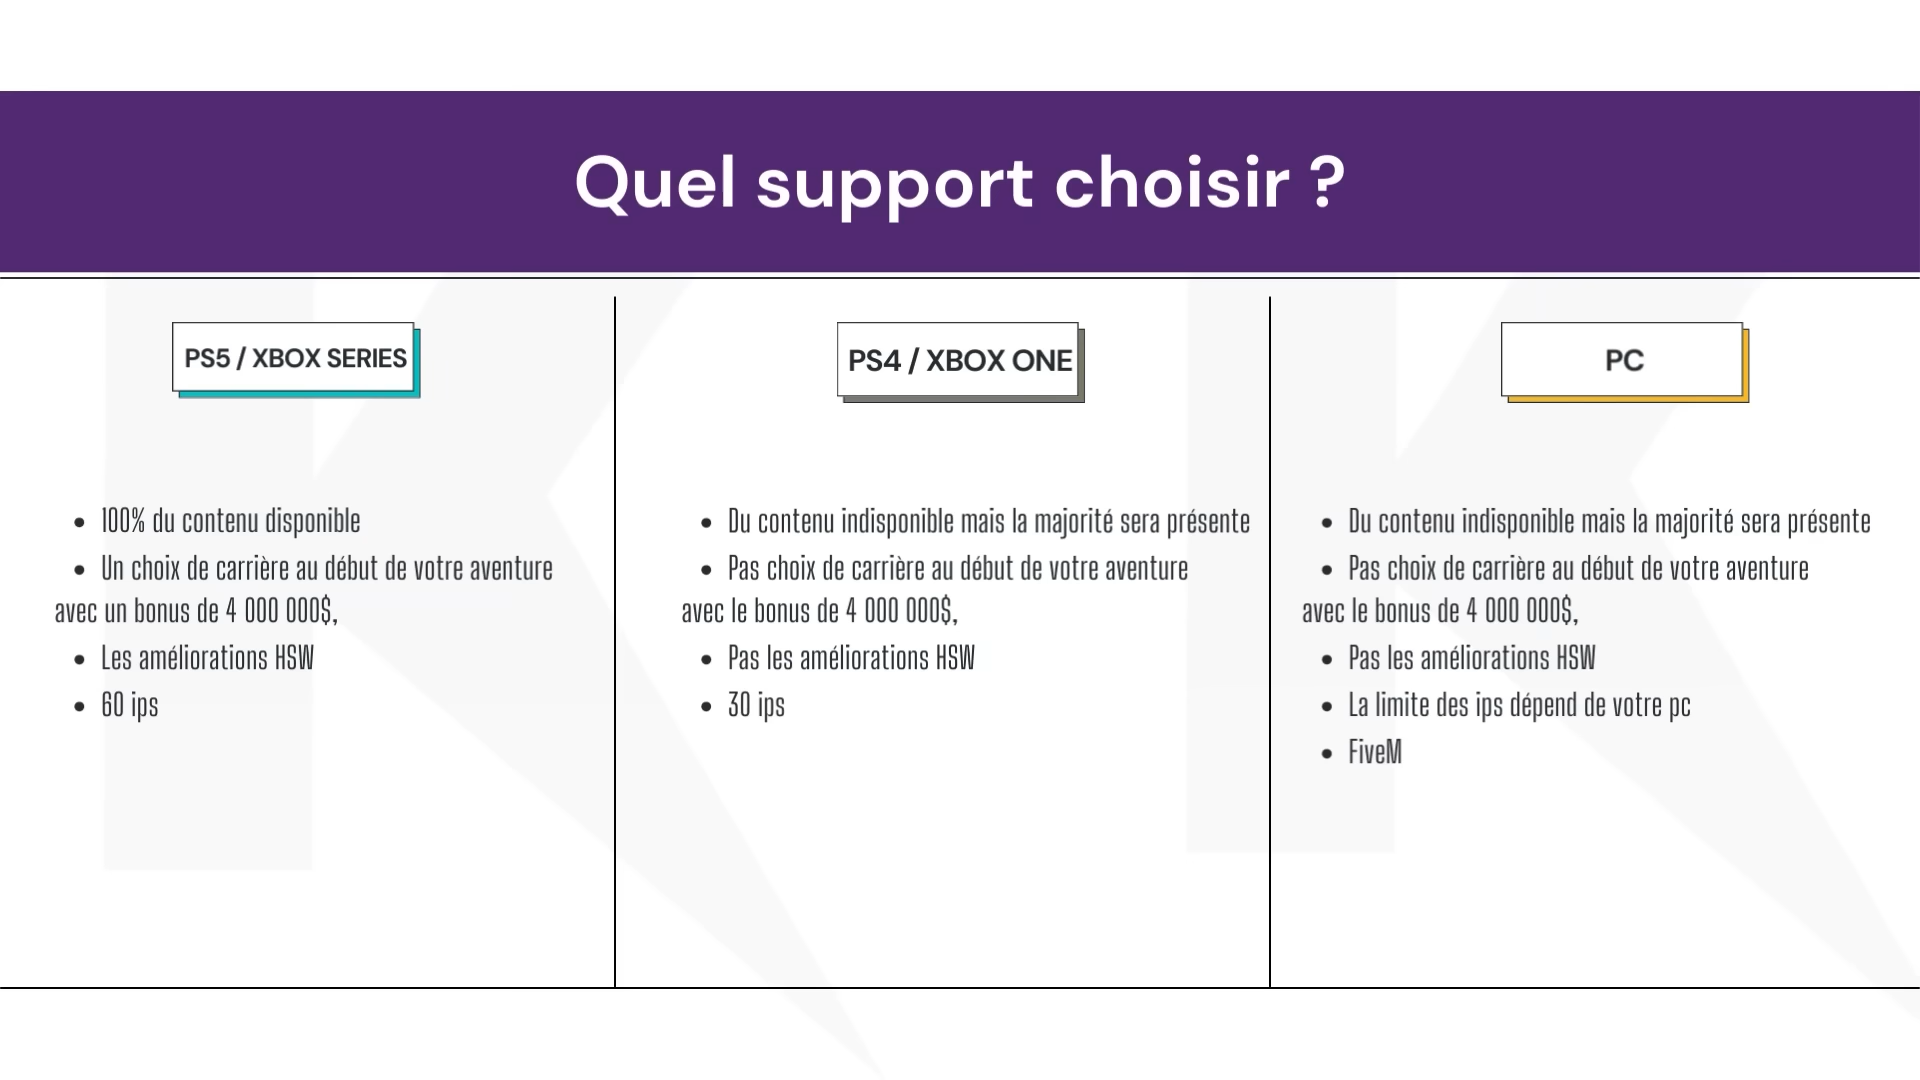 Quel support choisir ?
PS5 / XBOX SERIES
100% du contenu disponible
Un choix de carrière au début de votre aventure
avec un bonus de 4 000 000$,
Les améliorations HSW
60 ips
PS4 / XBOX ONE
Du contenu indisponible mais la majorité sera présente
Pas choix de carrière au début de votre aventure
avec le bonus de 4 000 000$,
Pas les améliorations HSW
30 ips
PC
Du contenu indisponible mais la majorité sera présente
Pas choix de carrière au début de votre aventure
avec le bonus de 4 000 000$,
Pas les améliorations HSW
La limite des ips dépend de votre pc
FiveM